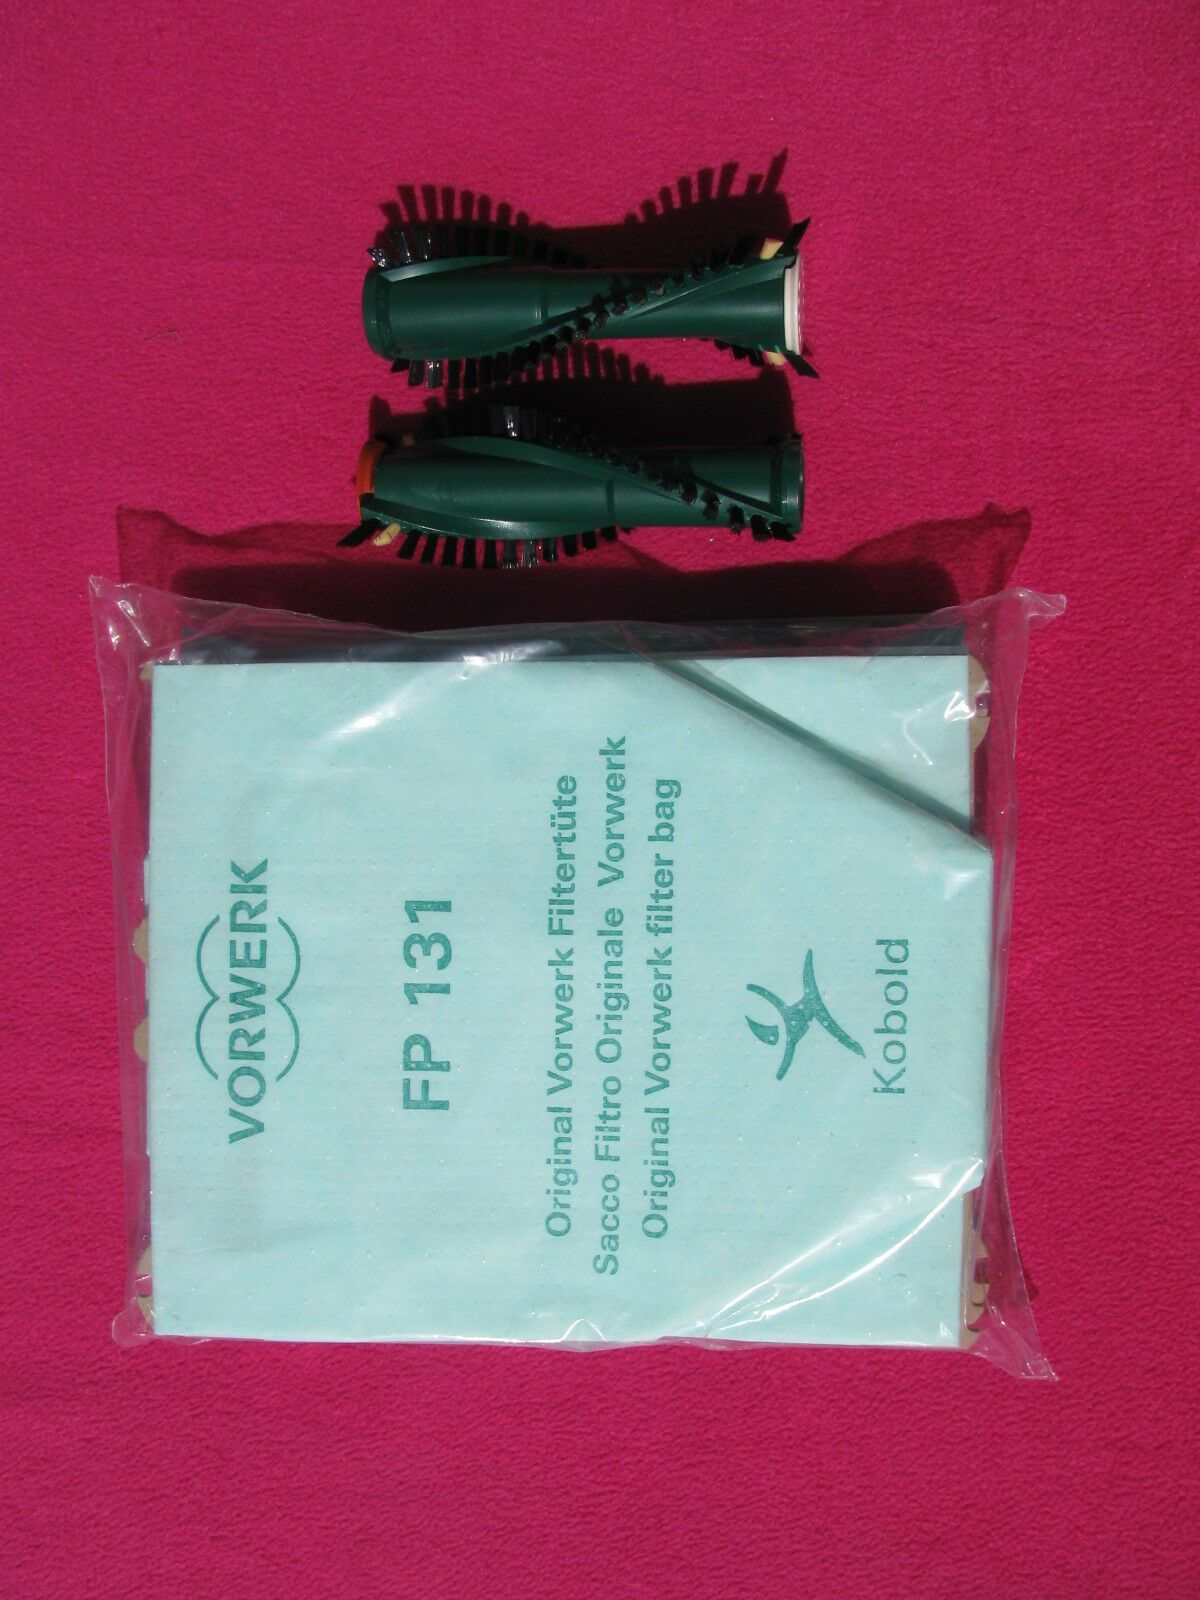 VORWERK
FP 131
Original Vorwerk Filtertüte
Sacco Filtro Originale Vorwerk
Original Vorwerk filter bag
Kobold